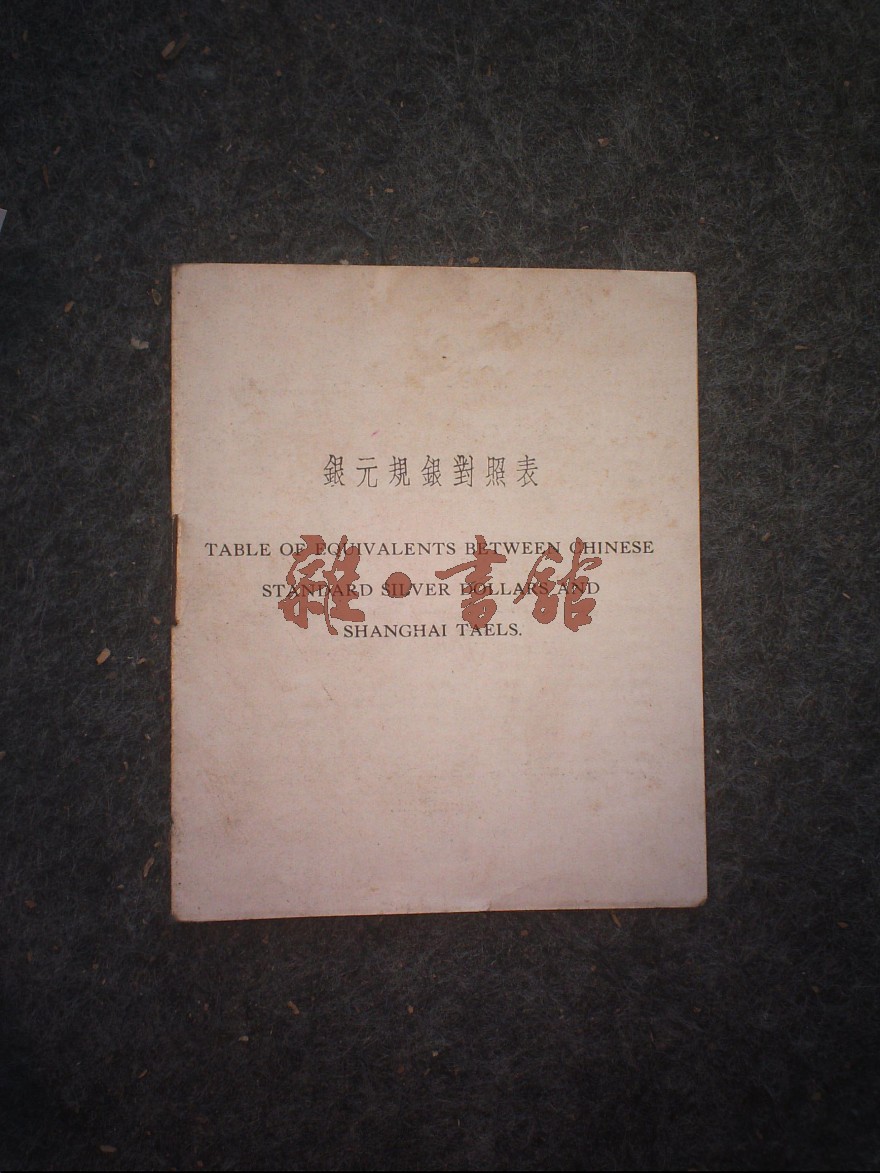 銀元規銀對照表
TABLE OF EQUIVALENTS BETWEEN CHINESE
STANDARD SILVER DOLLARS AND
SHANGHAI TAELS.
雜·書館